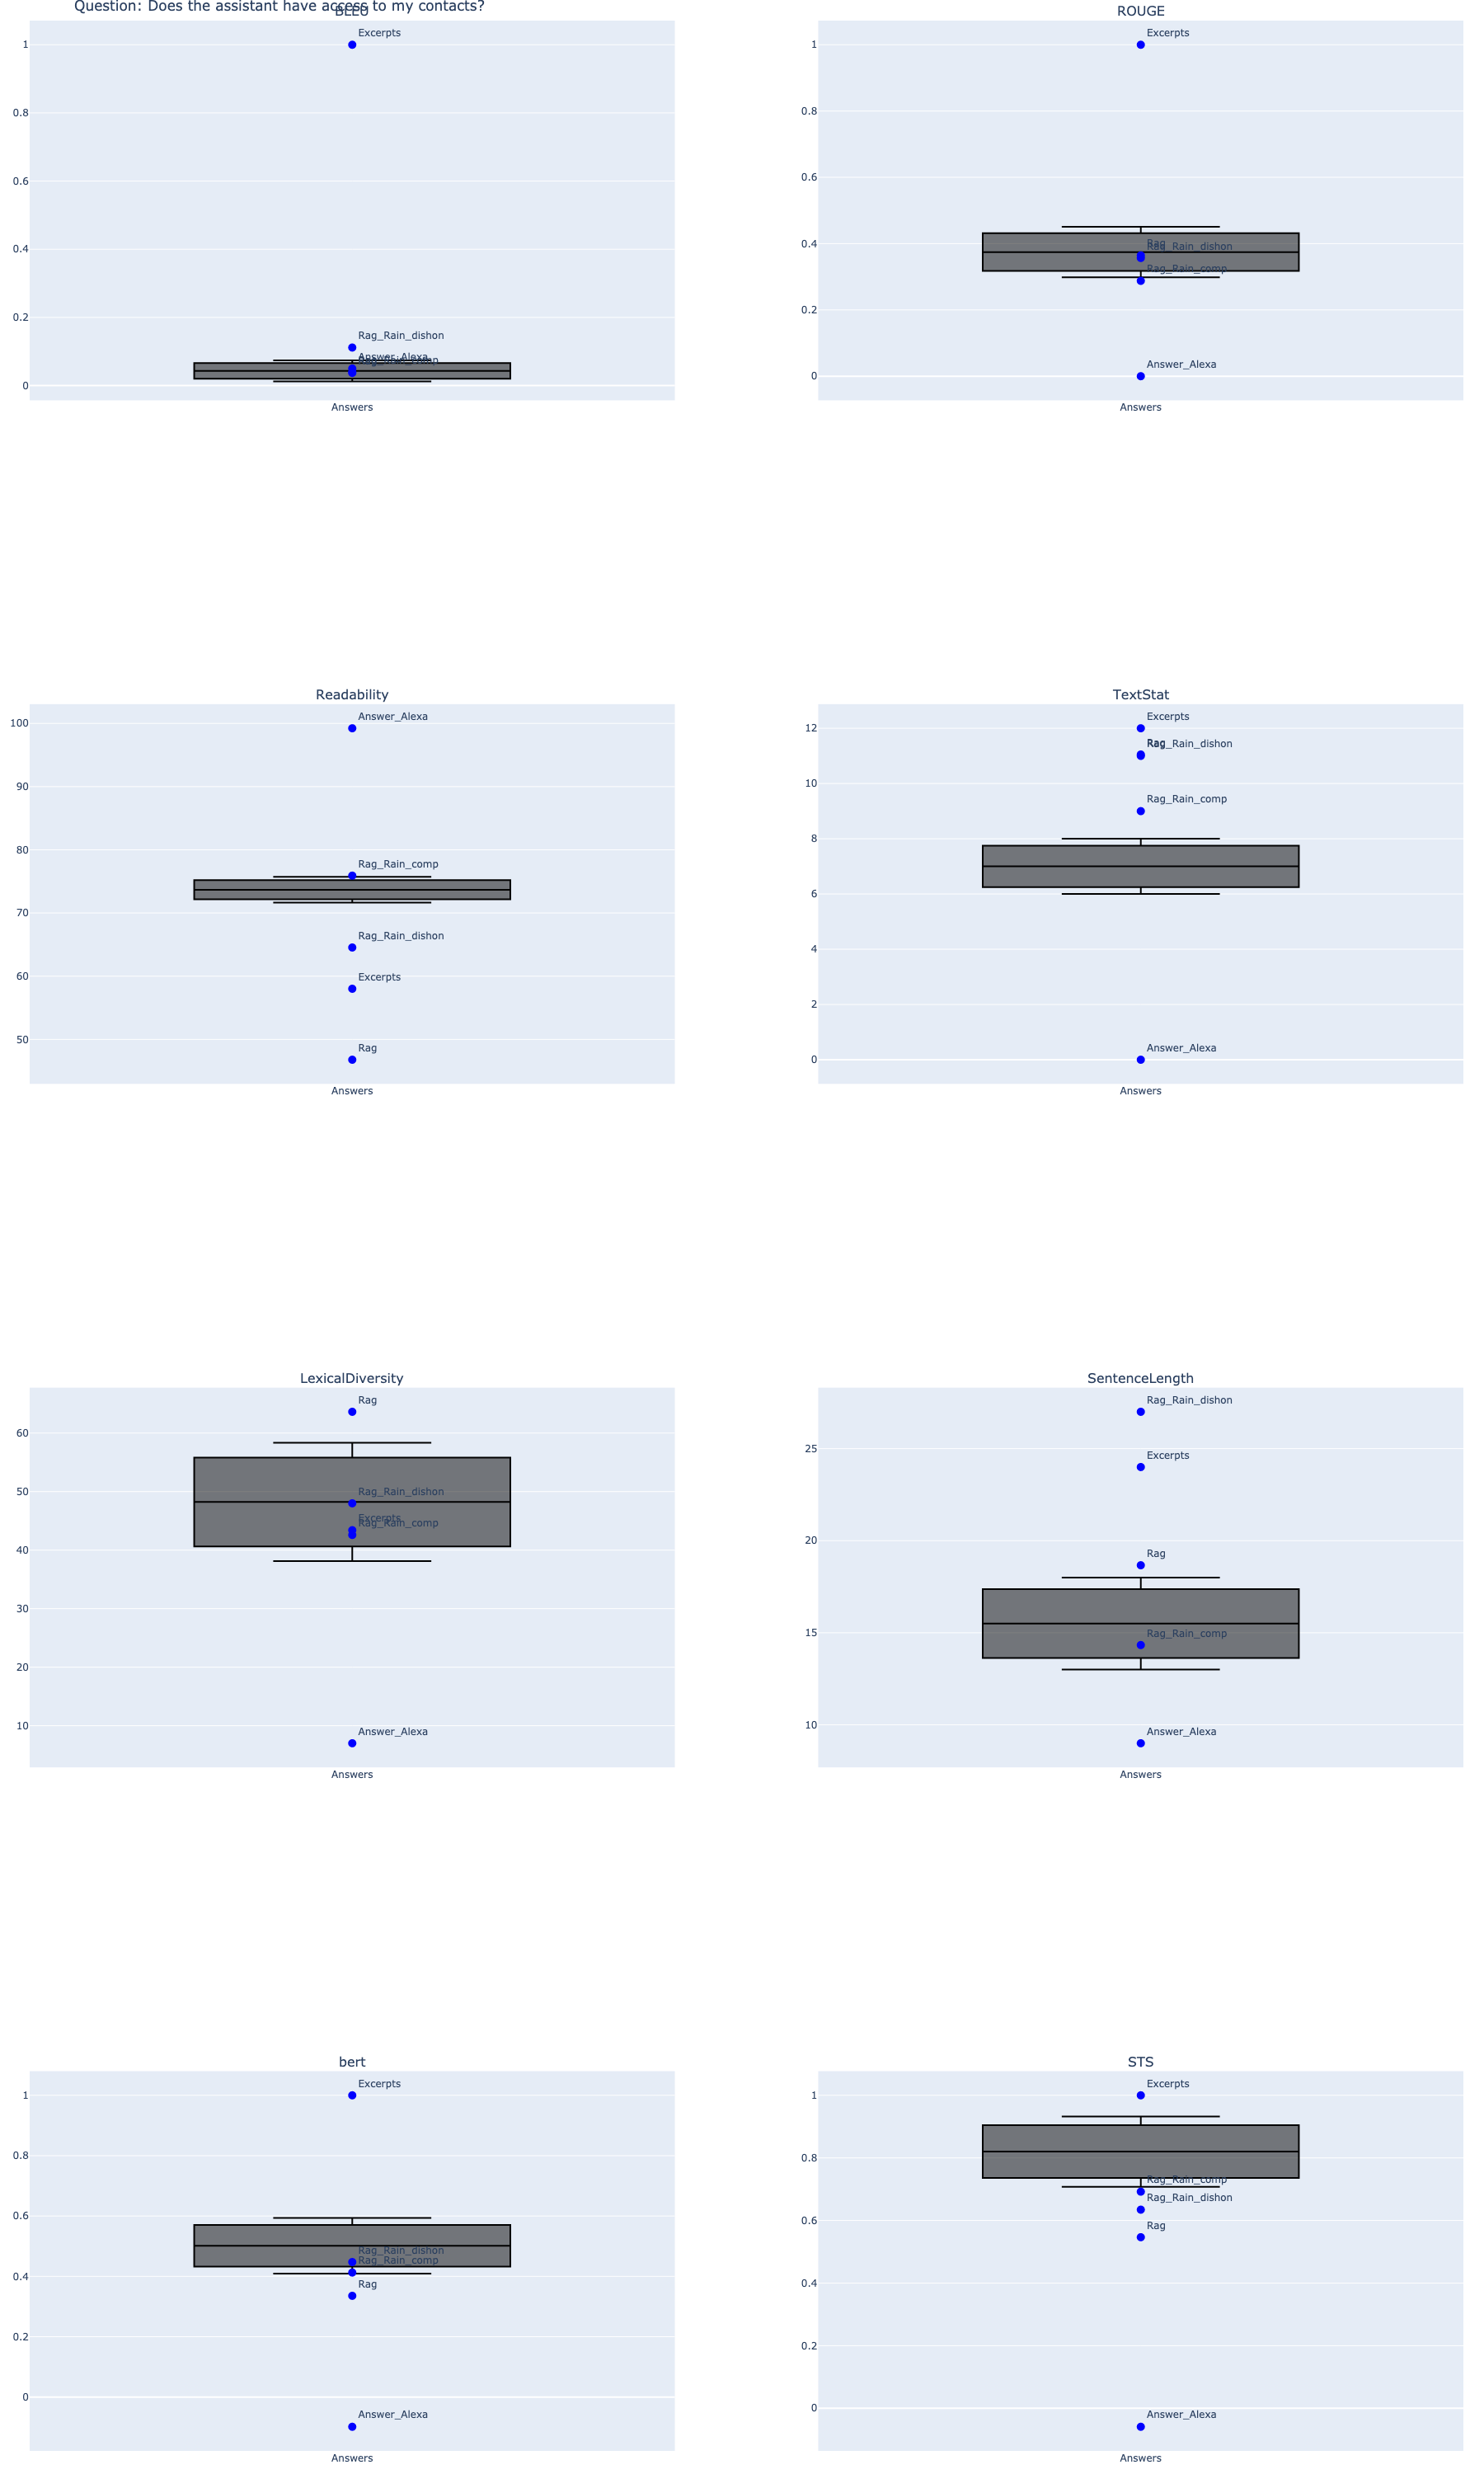 Question: Does the assistant have access to my contacts?
BLEU
Excerpts
1
0.8
0.6
0.4
0.2
0
Rag_Rain_dishon
Answer_Alexa
Rag_Rain_comp
Answers
ROUGE
Excerpts
1
0.8
0.6
0.4
0.2
0
Rag
Rag_Rain_dishon
Rag_Rain_comp
Answer_Alexa
Answers
Readability
Answer_Alexa
100
90
80
70
60
50
Rag_Rain_comp
Rag_Rain_dishon
Excerpts
Rag
Answers
TextStat
Excerpts
12
10
8
6
4
2
0
Rag
Rag_Rain_dishon
Rag_Rain_comp
Answer_Alexa
Answers
LexicalDiversity
Rag
60
50
40
30
20
10
Rag_Rain_dishon
Excerpts
Rag_Rain_comp
Answer_Alexa
Answers
SentenceLength
Rag_Rain_dishon
25
20
15
10
Excerpts
Rag
Rag_Rain_comp
Answer_Alexa
Answers
bert
Excerpts
1
0.8
0.6
0.4
0.2
0
Rag_Rain_dishon
Rag_Rain_comp
Rag
Answer_Alexa
Answers
STS
Excerpts
1
0.8
0.6
0.4
0.2
0
Rag_Rain_comp
Rag_Rain_dishon
Rag
Answer_Alexa
Answers